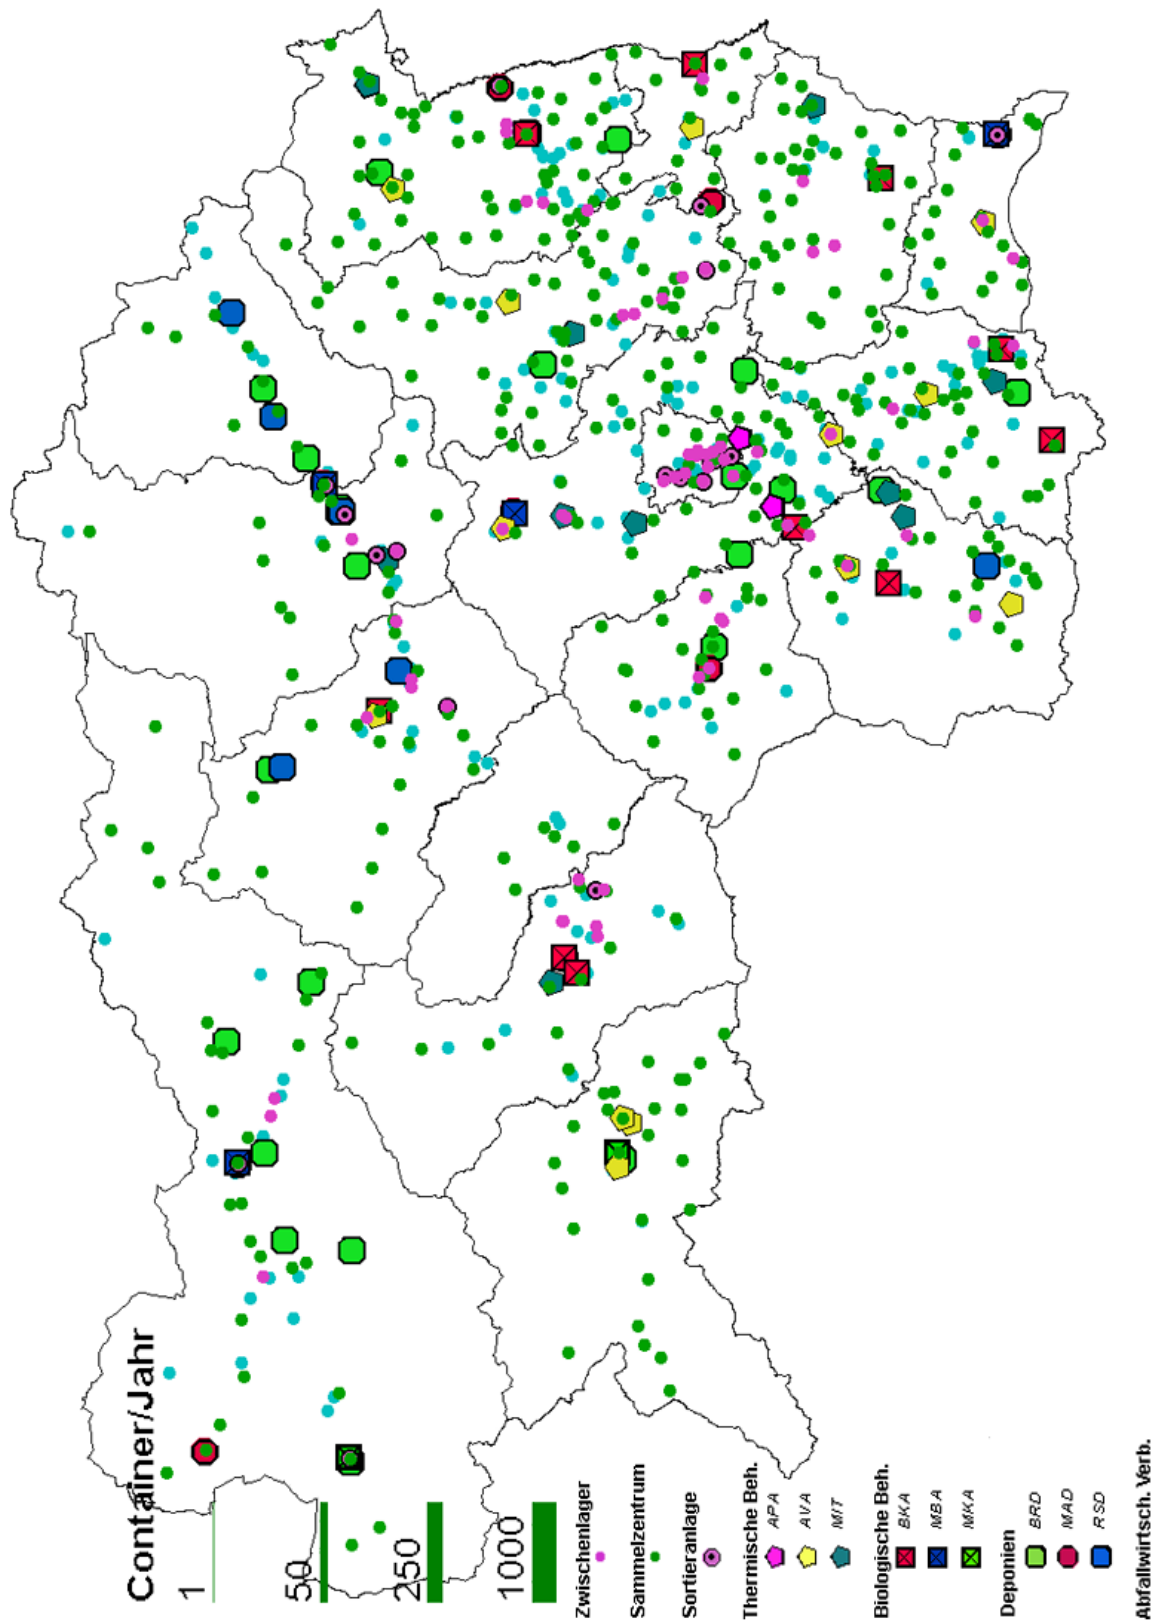 Container/Jahr
1
50
250
1000
Zwischenlager
Sammelzentrum
Sortieranlage
Thermische Beh.
APA
AVA
MIT
Biologische Beh.
BKA
MBA
MKA
Deponien
BRD
MAD
RSD
Abfallwirtsch. Verb.